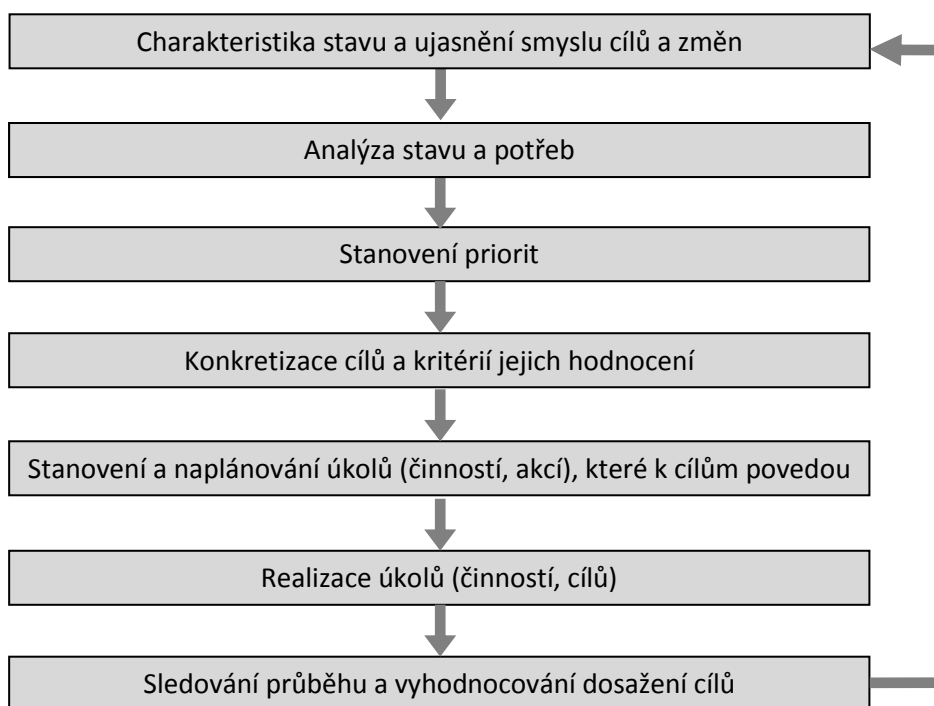 Charakteristika stavu a ujasnění smyslu cílů a změn
Analýza stavu a potřeb
Stanovení priorit
Konkretizace cílů a kritérií jejich hodnocení
Stanovení a naplánování úkolů (činností, akcí), které k cílům povedou
Realizace úkolů (činností, cílů)
Sledování průběhu a vyhodnocování dosažení cílů